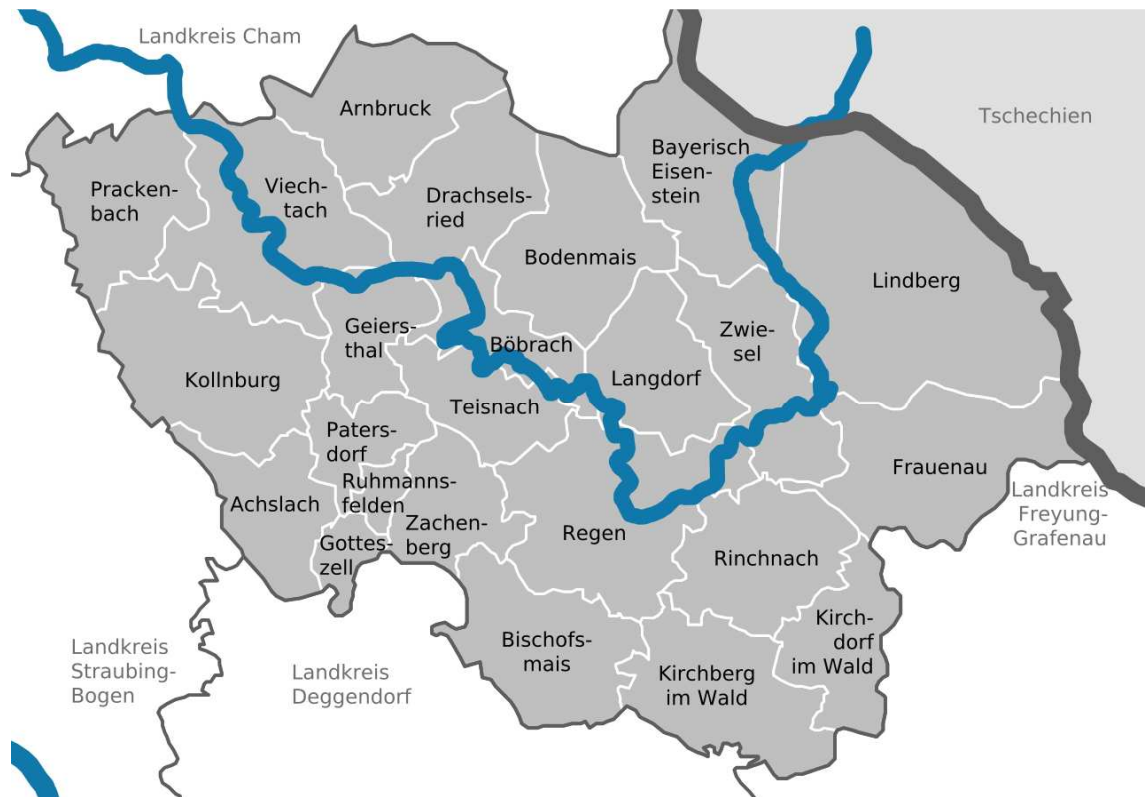 Landkreis Cham
Arnbruck
Tschechien
Bayerisch
Eisen-
stein
Pracken-
bach
Viech-
tach
Drachsels-
ried
Bodenmais
Lindberg
Geiers-
thal
Böbrach
Zwie-
sel
Kollnburg
Langdorf
Teisnach
Paters-
dorf
Frauenau
Ruhmanns-
felden
Achslach
Zachen-
berg
Landkreis
Freyung-
Grafenau
Gottes-
zell
Regen
Rinchnach
Kirch-
dorf
im Wald
Bischofs-
mais
Kirchberg
im Wald
Landkreis
Straubing-
Bogen
Landkreis
Deggendorf